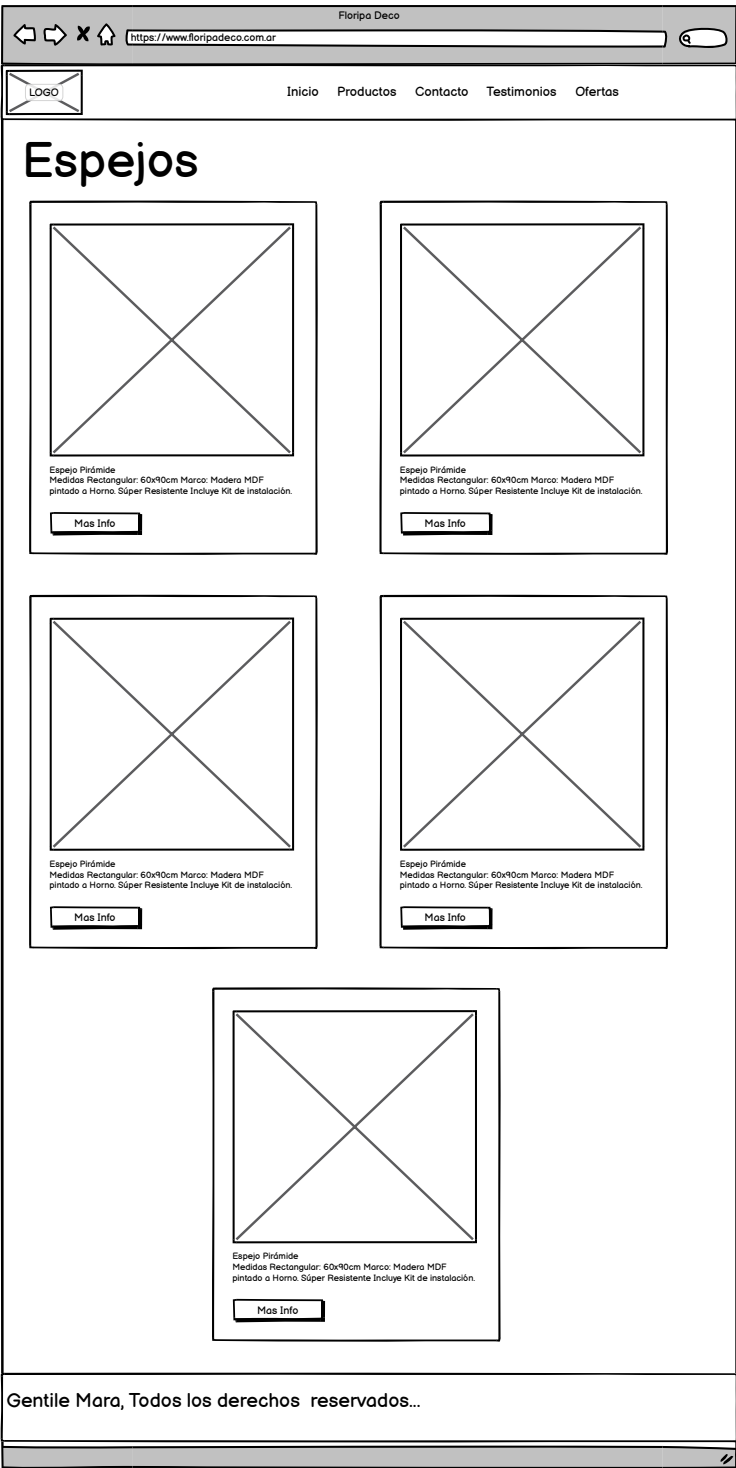 Floripa Deco
https://www.floripadeco.com.ar
LOGO
Inicio Productos Contacto Testimonios Ofertas
Espejos
Espejo Pirámide
Medidas Rectangular: 60x90cm Marco: Madera MDF
pintado a Horno. Súper Resistente Incluye Kit de instalación.
Mas Info
Espejo Pirámide
Medidas Rectangular: 60x90cm Marco: Madera MDF
pintado a Horno. Súper Resistente Incluye Kit de instalación.
Mas Info
Espejo Pirámide
Medidas Rectangular: 60x90cm Marco: Madera MDF
pintado a Horno. Súper Resistente Incluye Kit de instalación.
Mas Info
Espejo Pirámide
Medidas Rectangular: 60x90cm Marco: Madera MDF
pintado a Horno. Súper Resistente Incluye Kit de instalación.
Mas Info
Espejo Pirámide
Medidas Rectangular: 60x90cm Marco: Madera MDF
pintado a Horno. Súper Resistente Incluye Kit de instalación.
Mas Info
Gentile Mara, Todos los derechos  reservados...